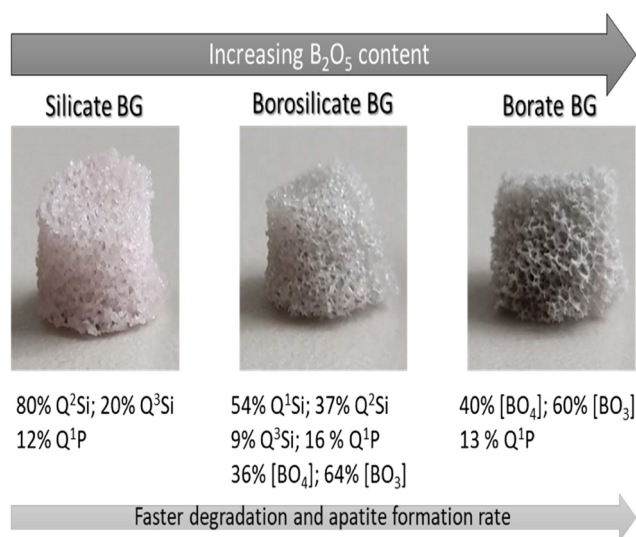 Increasing B₂O₅ content
Silicate BG
Borosilicate BG
Borate BG
80% Q²Si; 20% Q³Si
12% Q¹P
54% Q¹Si; 37% Q²Si
9% Q³Si; 16 % Q¹P
36% [BO₄]; 64% [BO₃]
40% [BO₄]; 60% [BO₃]
13 % Q¹P
Faster degradation and apatite formation rate